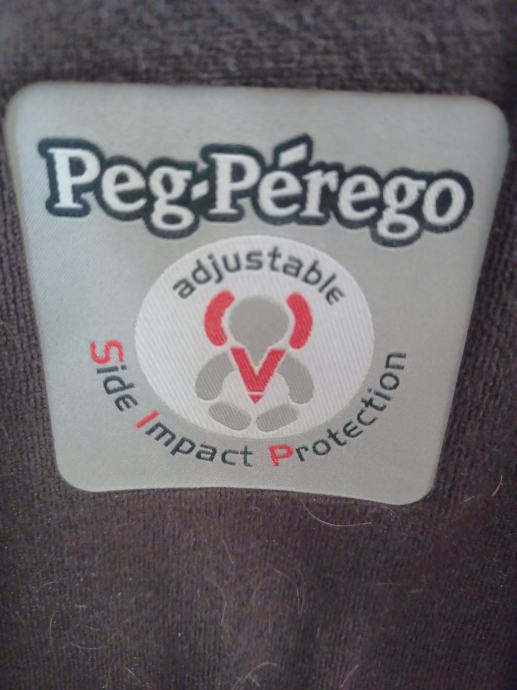 Peg-Pérego
adjustable
Side Impact Protection